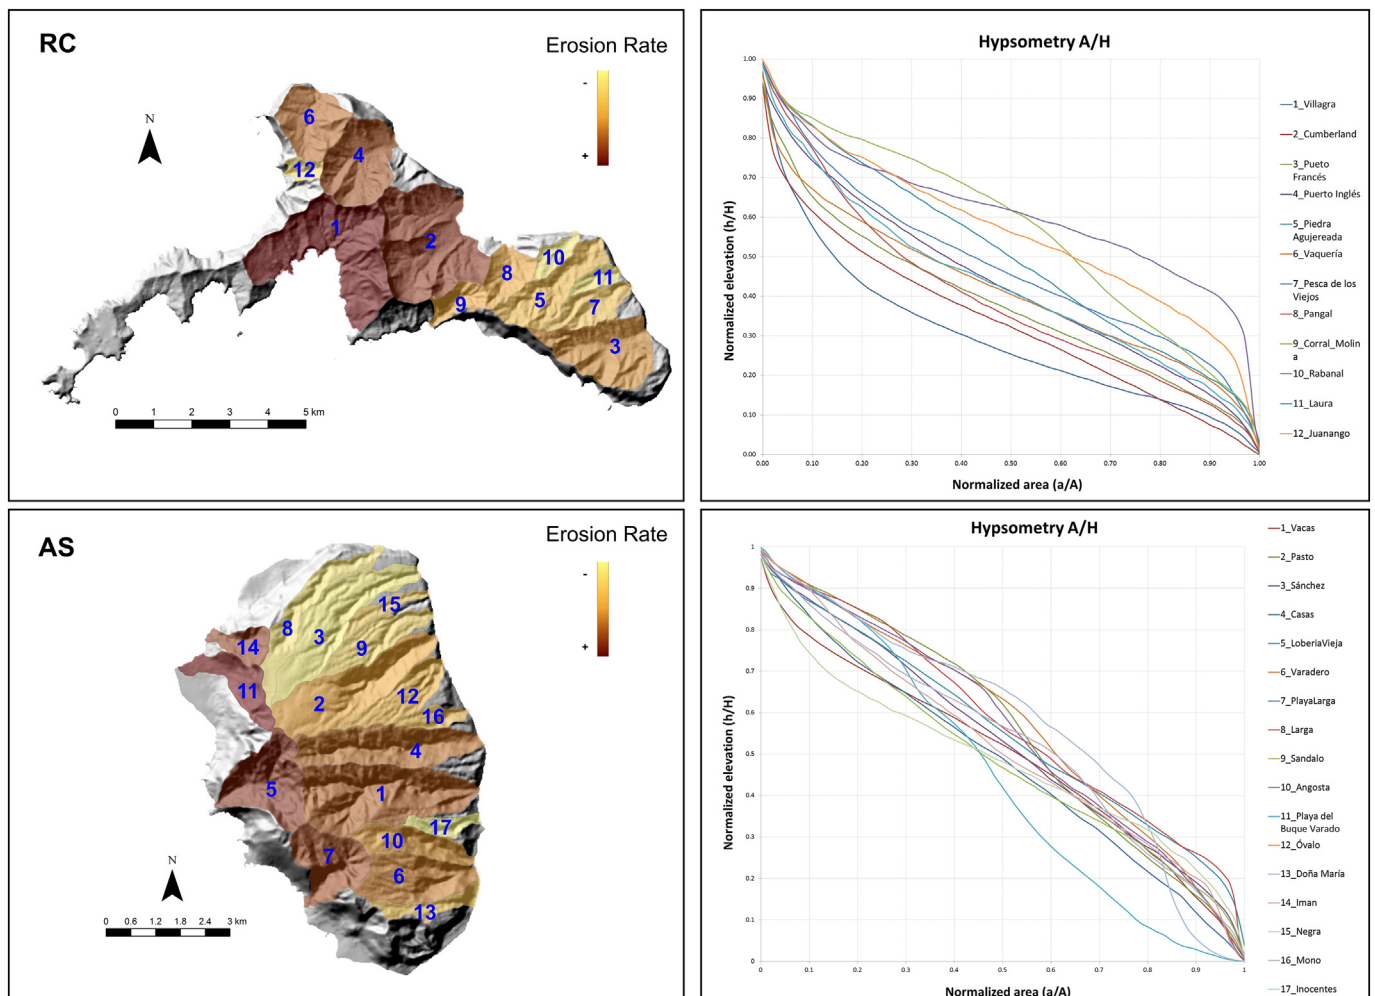 RC
Erosion Rate
-
+
N
6
4
12
1
2
10
8
11
5
7
9
3
0 1 2 3 4 5 km
Hypsometry A/H
Normalized elevation (h/H)
1.00
0.90
0.80
0.70
0.60
0.50
0.40
0.30
0.20
0.10
0.00
0.00 0.10 0.20 0.30 0.40 0.50 0.60 0.70 0.80 0.90 1.00
Normalized area (a/A)
1_Villagra
2_Cumberland
3_Pueto
Francés
4_Puerto Inglés
5_Piedra
Agujereada
6_Vaquería
7_Pesca de los
Viejos
8_Pangal
9_Corral_Molin
a
10_Rabanal
11_Laura
12_Juanango
AS
Erosion Rate
-
+
15
8
3
9
14
11
2
12
16
4
5
1
17
10
7
6
13
N
0 0.6 1.2 1.8 2.4 3 km
Hypsometry A/H
Normalized elevation (h/H)
1
0.9
0.8
0.7
0.6
0.5
0.4
0.3
0.2
0.1
0
0 0.1 0.2 0.3 0.4 0.5 0.6 0.7 0.8 0.9 1
Normalized area (a/A)
1_Vacas
2_Pasto
3_Sánchez
4_Casas
5_LoberiaVieja
6_Varadero
7_PlayaLarga
8_Larga
9_Sandalo
10_Angosta
11_Playa del
Buque Varado
12_Óvalo
13_Doña María
14_Iman
15_Negra
16_Mono
17_Inocentes